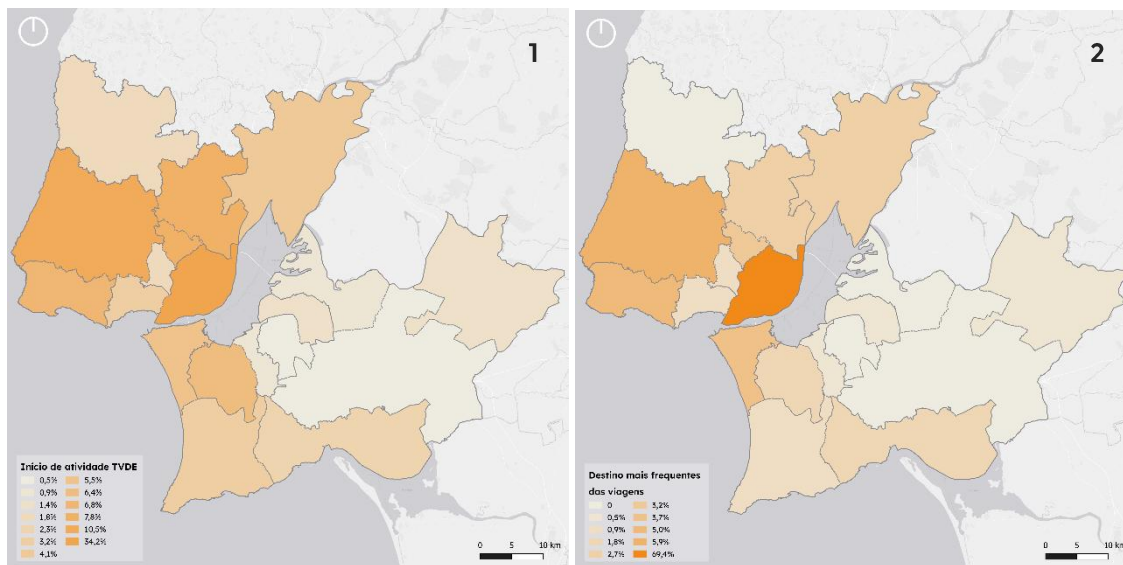 1
Início de atividade TVDE
0,5% 5,5%
0,9% 6,4%
1,4% 6,8%
1,8% 7,8%
2,3% 10,5%
3,2% 34,2%
4,1%
0 5 10 km
2
Destino mais frequentes
das viagens
0 3,2%
0,5% 3,7%
0,9% 5,0%
1,8% 5,9%
2,7% 69,4%
0 5 10 km